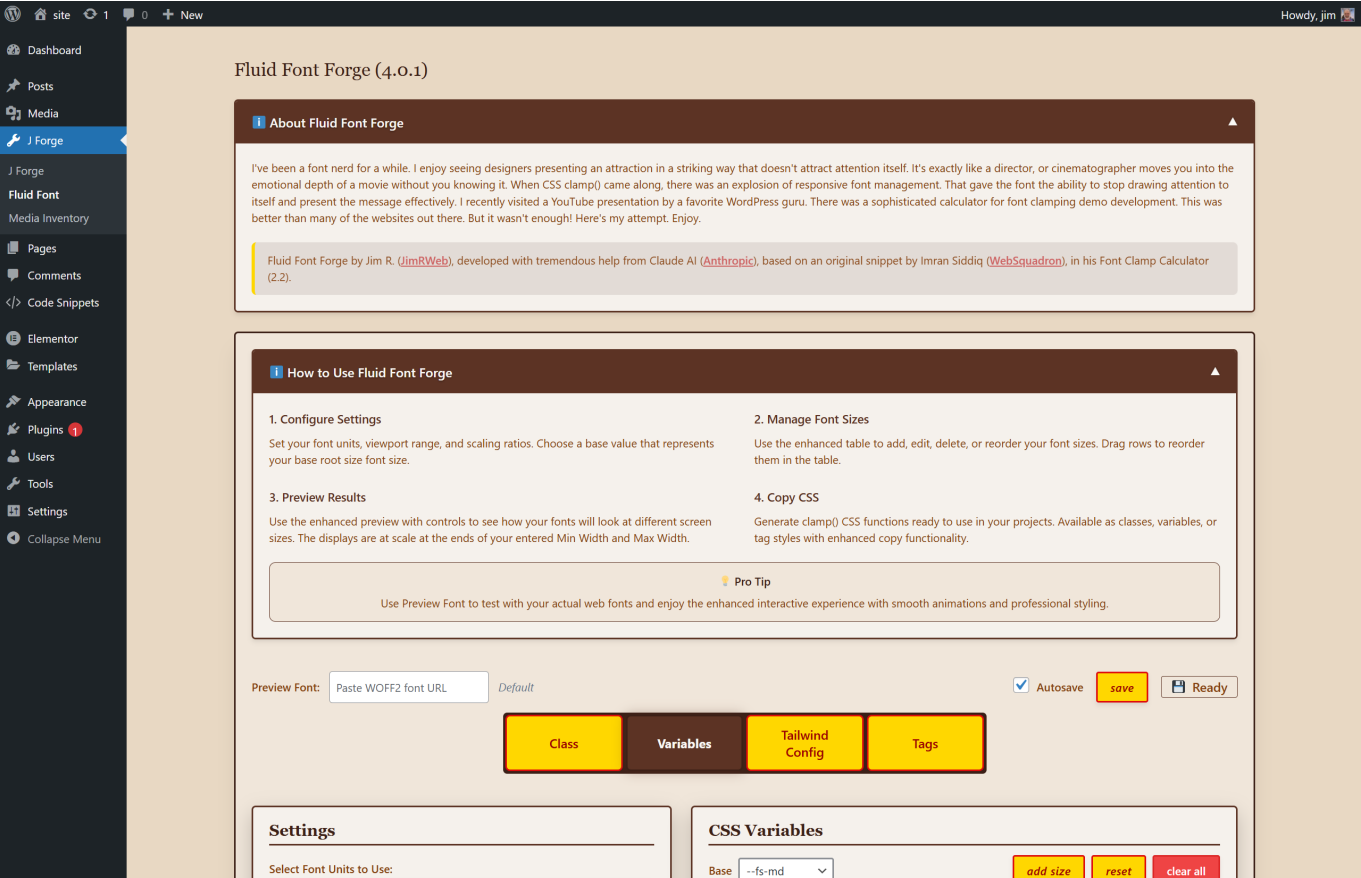 site
1
0
New
Howdy, jim
Dashboard
Posts
Media
J Forge
J Forge
Fluid Font
Media Inventory
Pages
Comments
Code Snippets
Elementor
Templates
Appearance
Plugins 1
Users
Tools
Settings
Collapse Menu
Fluid Font Forge (4.0.1)
About Fluid Font Forge
I've been a font nerd for a while. I enjoy seeing designers presenting an attraction in a striking way that doesn't attract attention itself. It's exactly like a director, or cinematographer moves you into the
emotional depth of a movie without you knowing it. When CSS clamp() came along, there was an explosion of responsive font management. That gave the font the ability to stop drawing attention to
itself and present the message effectively. I recently visited a YouTube presentation by a favorite WordPress guru. There was a sophisticated calculator for font clamping demo development. This was
better than many of the websites out there. But it wasn't enough! Here's my attempt. Enjoy.
Fluid Font Forge by Jim R. (JimRWeb), developed with tremendous help from Claude AI (Anthropic), based on an original snippet by Imran Siddiq (WebSquadron), in his Font Clamp Calculator
(2.2).
How to Use Fluid Font Forge
1. Configure Settings
Set your font units, viewport range, and scaling ratios. Choose a base value that represents
your base root size font size.
2. Manage Font Sizes
Use the enhanced table to add, edit, delete, or reorder your font sizes. Drag rows to reorder
them in the table.
3. Preview Results
Use the enhanced preview with controls to see how your fonts will look at different screen
sizes. The displays are at scale at the ends of your entered Min Width and Max Width.
4. Copy CSS
Generate clamp() CSS functions ready to use in your projects. Available as classes, variables, or
tag styles with enhanced copy functionality.
Pro Tip
Use Preview Font to test with your actual web fonts and enjoy the enhanced interactive experience with smooth animations and professional styling.
Preview Font:
Paste WOFF2 font URL
Default
Autosave
save
Ready
Class
Variables
Tailwind
Config
Tags
Settings
Select Font Units to Use:
CSS Variables
Base
--fs-md
add size
reset
clear all